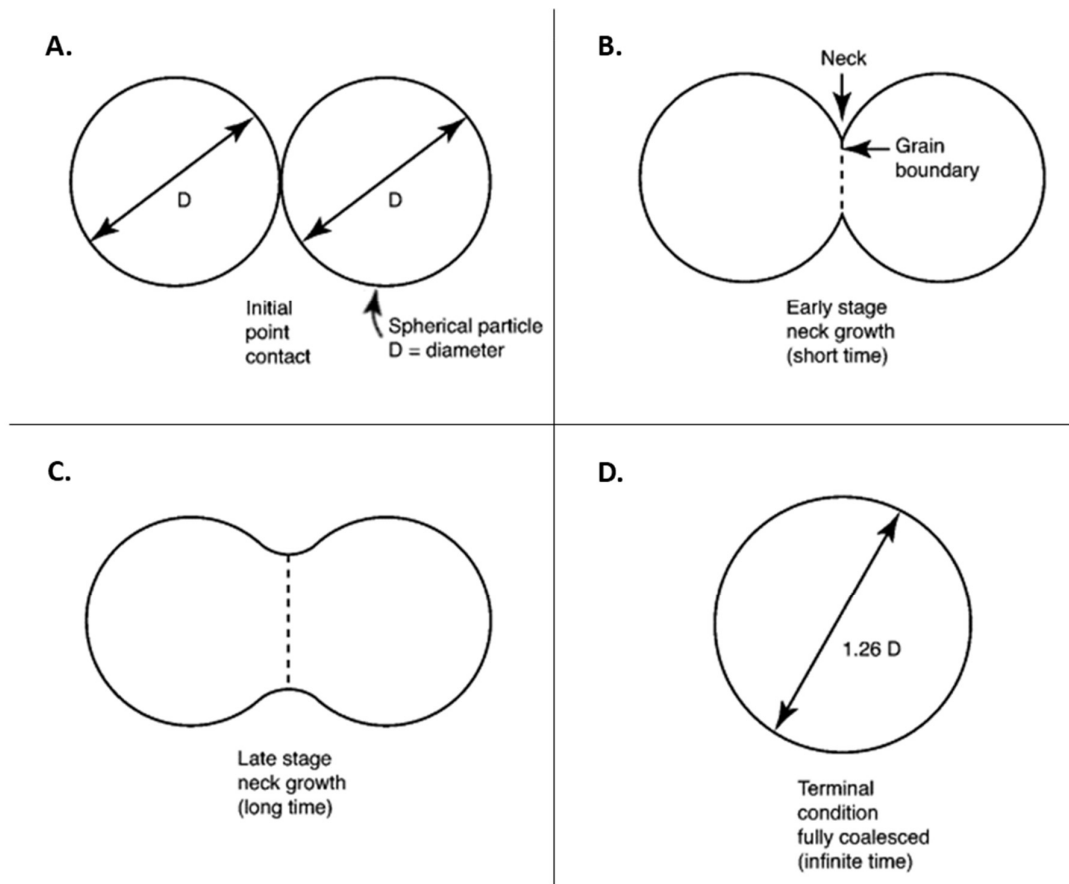 A.
D
D
Initial
point
contact
Spherical particle
D = diameter
B.
Neck
Grain
boundary
Early stage
neck growth
(short time)
C.
Late stage
neck growth
(long time)
D.
1.26 D
Terminal
condition
fully coalesced
(infinite time)